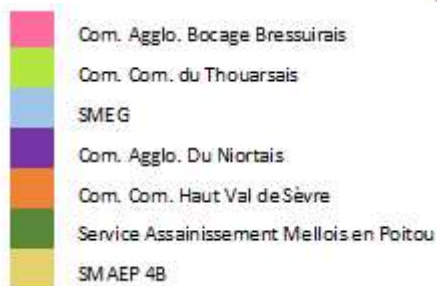 Com. Agglo. Bocage Bressuirais
Com. Com. du Thouarsais
SMEG
Com. Agglo. Du Niortais
Com. Com. Haut Val de Sèvre
Service Assainissement Mellois en Poitou
SMAEP 4B